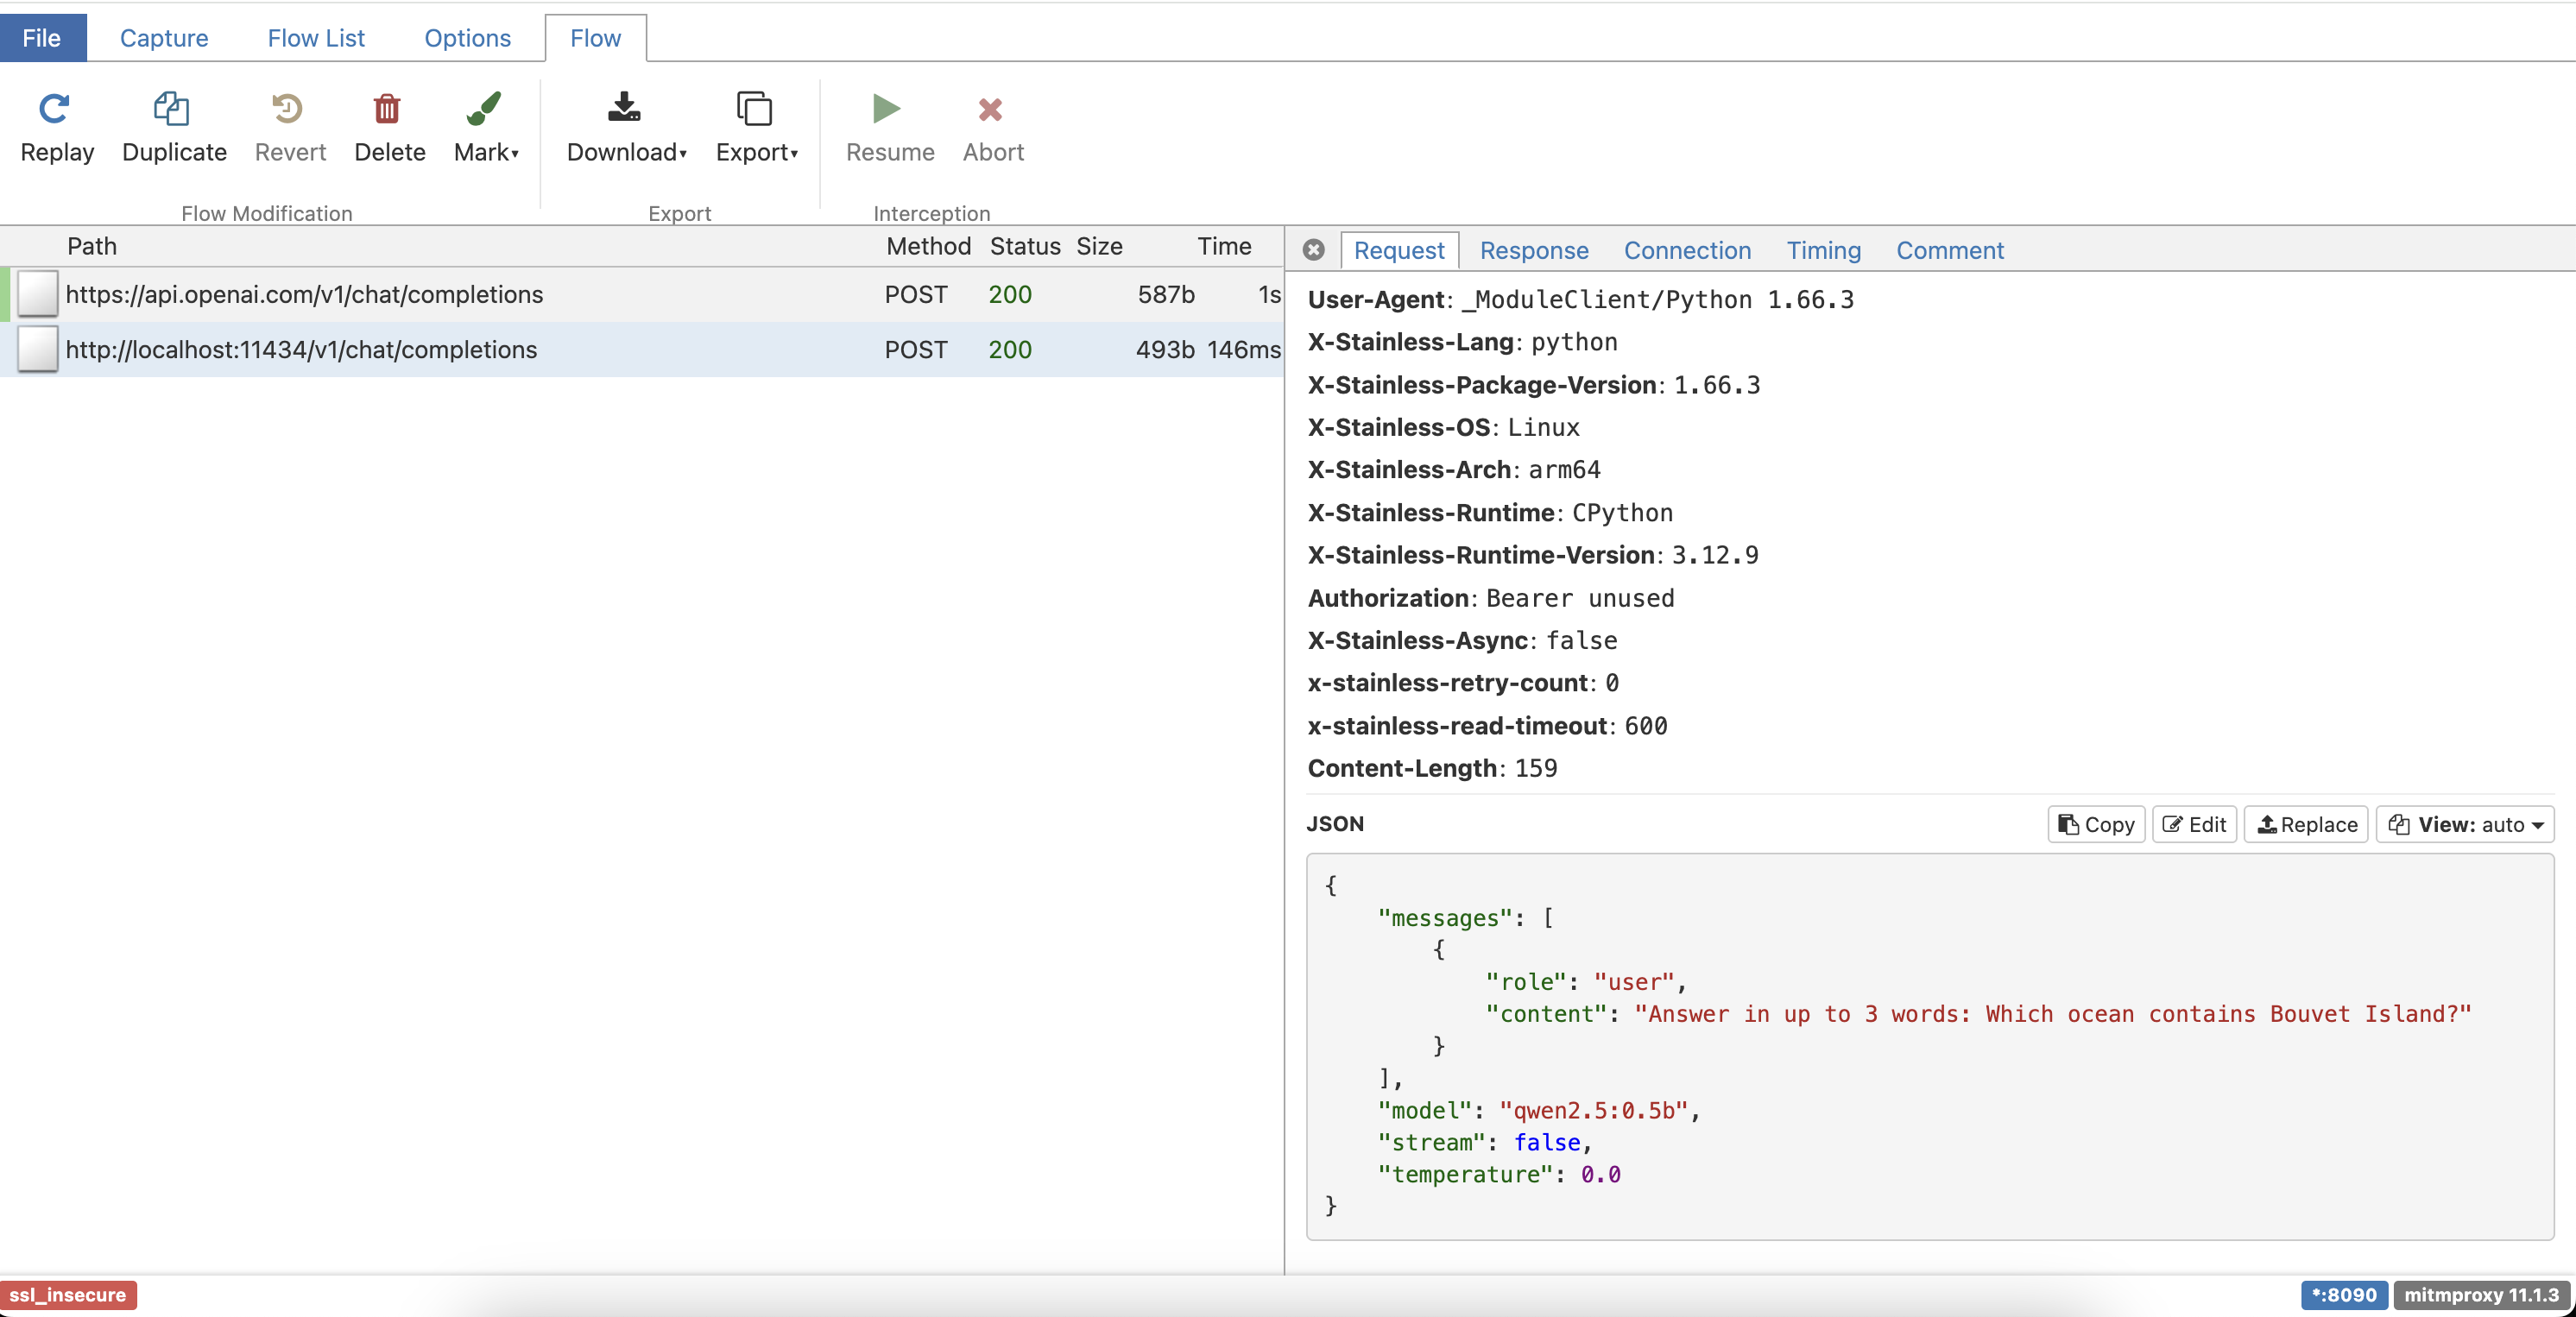 File Capture Flow List Options Flow
Replay Duplicate Revert Delete Mark▾ Download▾ Export▾ Resume Abort
Flow Modification Export Interception
Path Method Status Size Time
https://api.openai.com/v1/chat/completions POST 200 587b 1s
http://localhost:11434/v1/chat/completions POST 200 493b 146ms
Request Response Connection Timing Comment
User-Agent: _ModuleClient/Python 1.66.3
X-Stainless-Lang: python
X-Stainless-Package-Version: 1.66.3
X-Stainless-OS: Linux
X-Stainless-Arch: arm64
X-Stainless-Runtime: CPython
X-Stainless-Runtime-Version: 3.12.9
Authorization: Bearer unused
X-Stainless-Async: false
x-stainless-retry-count: 0
x-stainless-read-timeout: 600
Content-Length: 159
JSON Copy Edit Replace View: auto
{
    "messages": [
        {
            "role": "user",
            "content": "Answer in up to 3 words: Which ocean contains Bouvet Island?"
        }
    ],
    "model": "qwen2.5:0.5b",
    "stream": false,
    "temperature": 0.0
}
ssl_insecure *:8090 mitmproxy 11.1.3